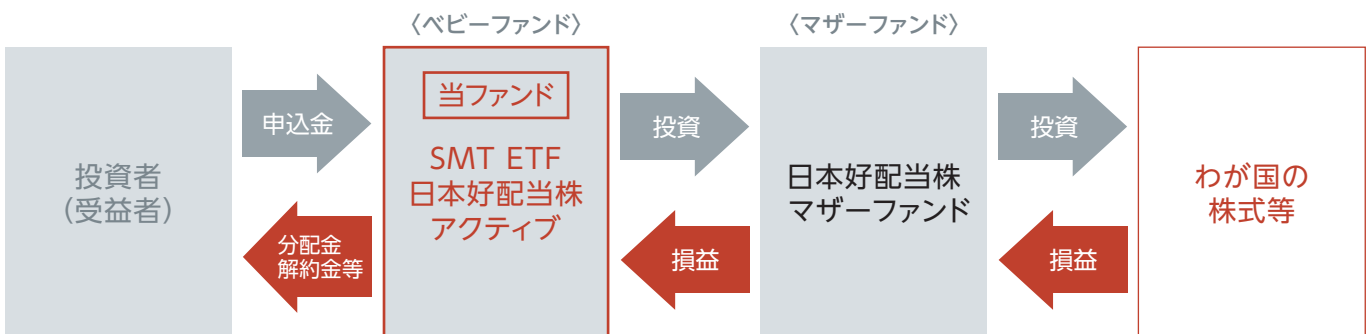 〈ベビーファンド〉
〈マザーファンド〉
投資者
（受益者）
申込金
分配金
解約金等
当ファンド
SMT ETF
日本好配当株
アクティブ
投資
損益
日本好配当株
マザーファンド
投資
損益
わが国の
株式等